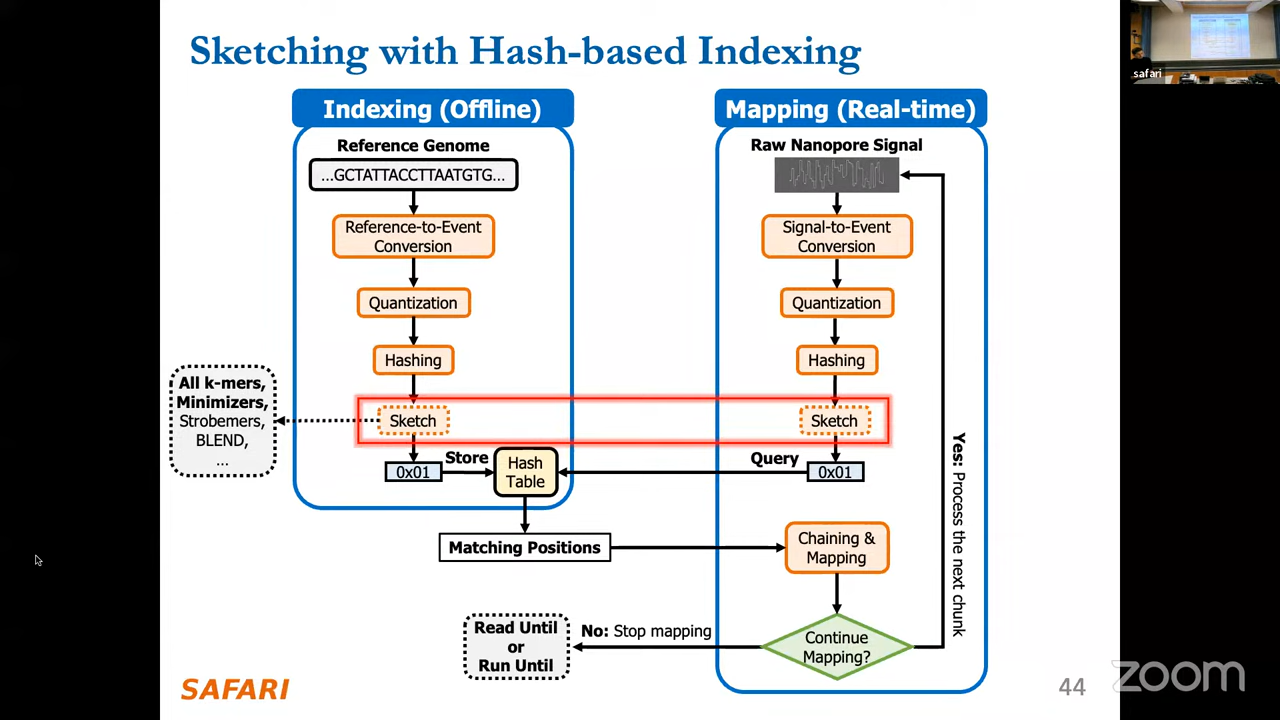 Sketching with Hash-based Indexing
safari
Indexing (Offline)
Reference Genome
...GCTATTACCTTAATGTG...
Reference-to-Event
Conversion
Quantization
Hashing
Sketch
All k-mers,
Minimizers,
Strobemers,
BLEND,
...
0x01
Store
Hash
Table
Matching Positions
Mapping (Real-time)
Raw Nanopore Signal
Signal-to-Event
Conversion
Quantization
Hashing
Sketch
Query
0x01
Chaining &
Mapping
Continue
Mapping?
Yes: Process the next chunk
No: Stop mapping
Read Until
or
Run Until
SAFARI
44
zoom